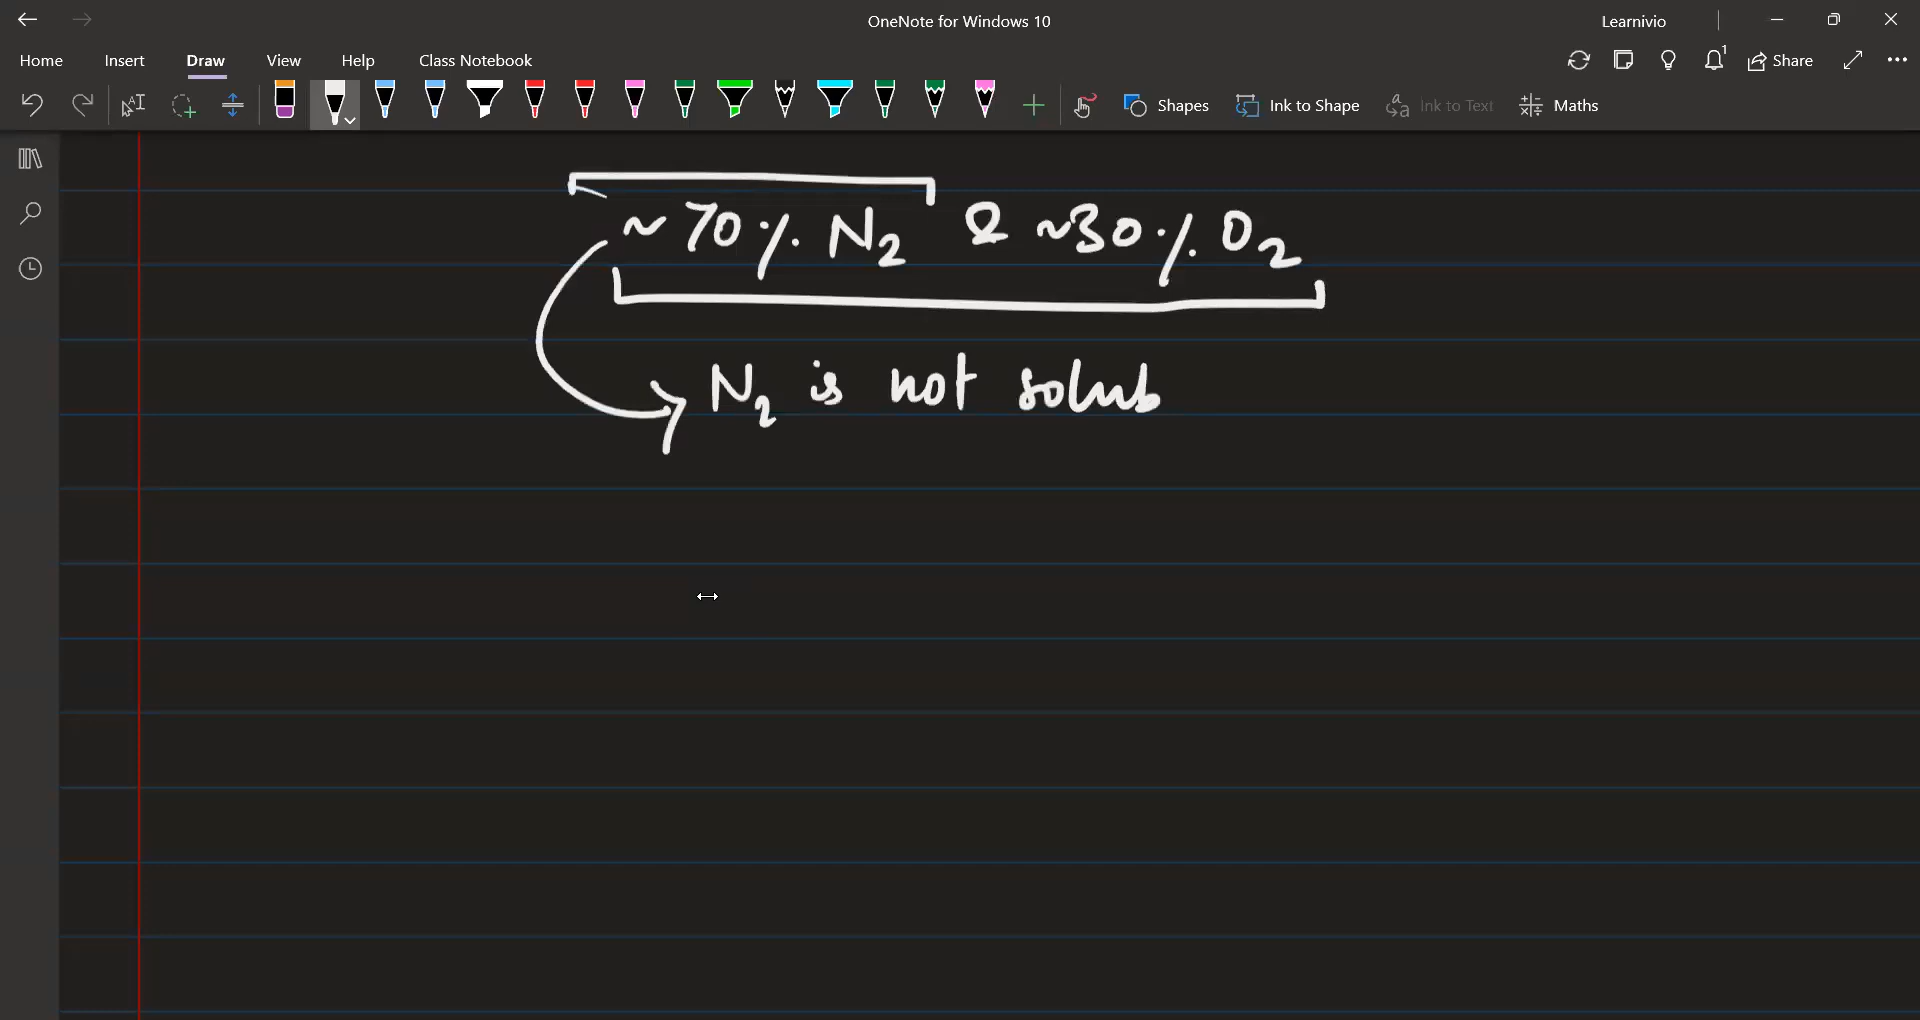 OneNote for Windows 10
Learnivio
Home Insert Draw View Help Class Notebook
1
Share
Shapes Ink to Shape Ink to Text Maths
~70% N₂ & ~30% O₂
N₂ is not solub